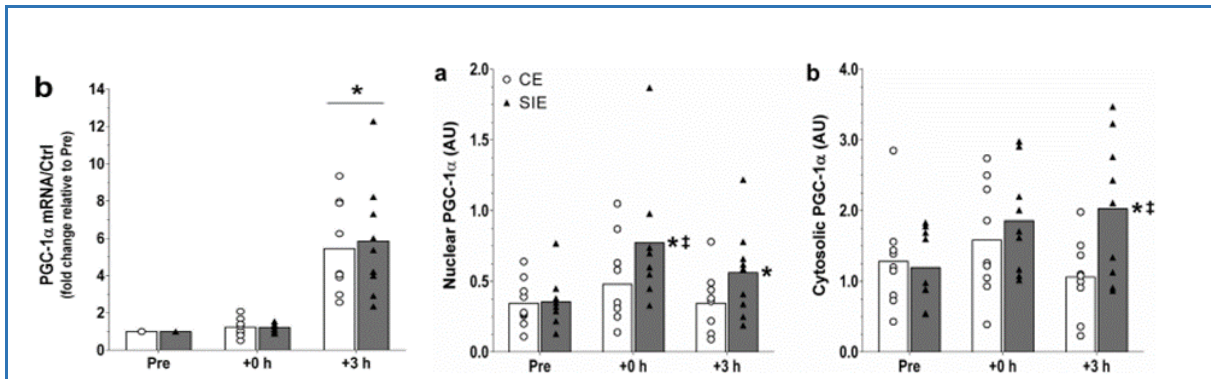 b
PGC-1α mRNA/Ctrl
(fold change relative to Pre)
14
12
10
8
6
4
2
0
*
Pre
+0 h
+3 h
a
Nuclear PGC-1α (AU)
2.0
1.5
1.0
0.5
0.0
CE
SIE
*‡
*
Pre
+0 h
+3 h
b
Cytosolic PGC-1α (AU)
4.0
3.0
2.0
1.0
0.0
*‡
Pre
+0 h
+3 h